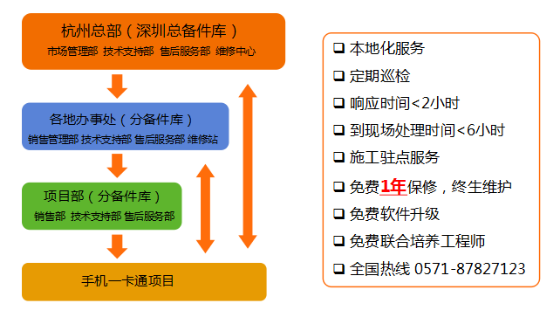 杭州总部（深圳总备件库）
市场管理部 技术支持部 售后服务部 维修中心
各地办事处（分备件库）
销售管理部 技术支持部 售后服务部 维修站
项目部（分备件库）
销售部 技术支持部 售后服务部
手机一卡通项目
本地化服务
定期巡检
响应时间<2小时
到现场处理时间<6小时
施工驻点服务
免费1年保修，终生维护
免费软件升级
免费联合培养工程师
全国热线 0571-87827123